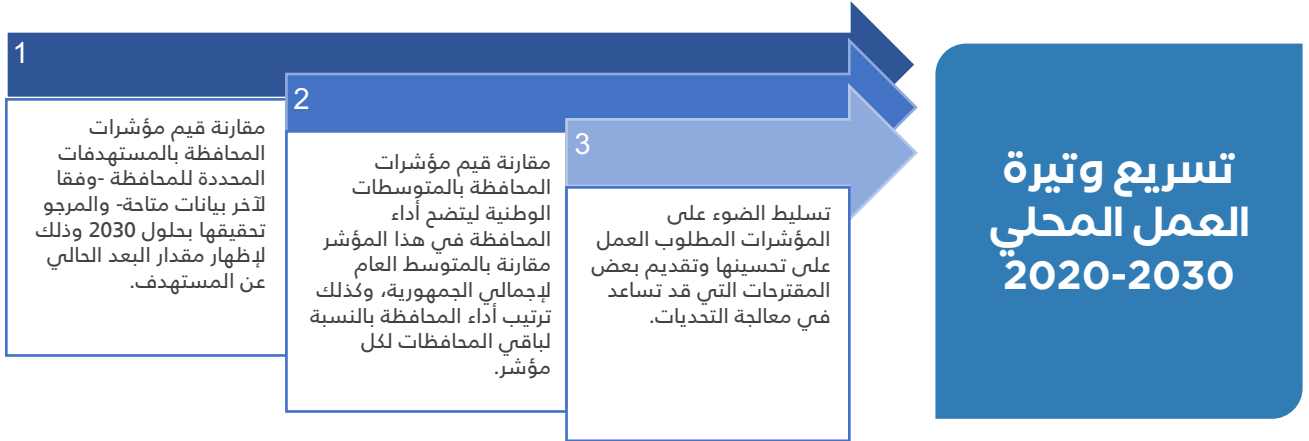 1
مقارنة قيم مؤشرات
المحافظة بالمستهدفات
المحددة للمحافظة -وفقا
لآخر بيانات متاحة- والمرجو
تحقيقها بحلول 2030 وذلك
لإظهار مقدار البعد الحالي
عن المستهدف.
2
مقارنة قيم مؤشرات
المحافظة بالمتوسطات
الوطنية ليتضح أداء
المحافظة في هذا المؤشر
مقارنة بالمتوسط العام
لإجمالي الجمهورية، وكذلك
ترتيب أداء المحافظة بالنسبة
لباقي المحافظات لكل
مؤشر.
3
تسليط الضوء على
المؤشرات المطلوب العمل
على تحسينها وتقديم بعض
المقترحات التي قد تساعد
في معالجة التحديات.
تسريع وتيرة
العمل المحلي
2020-2030